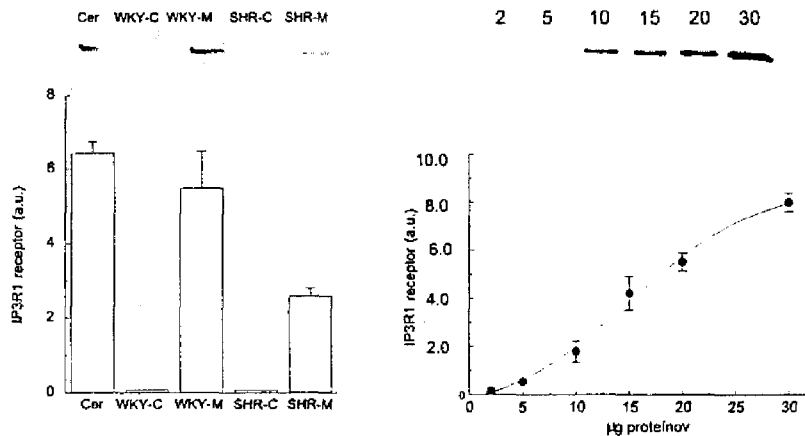 Cer WKY-C WKY-M SHR-C SHR-M
8
6
4
2
0
IP3R1 receptor (a.u.)
Cer WKY-C WKY-M SHR-C SHR-M
2 5 10 15 20 30
10.0
8.0
6.0
4.0
2.0
0
IP3R1 receptor (a.u.)
0 5 10 15 20 25 30
µg proteínov